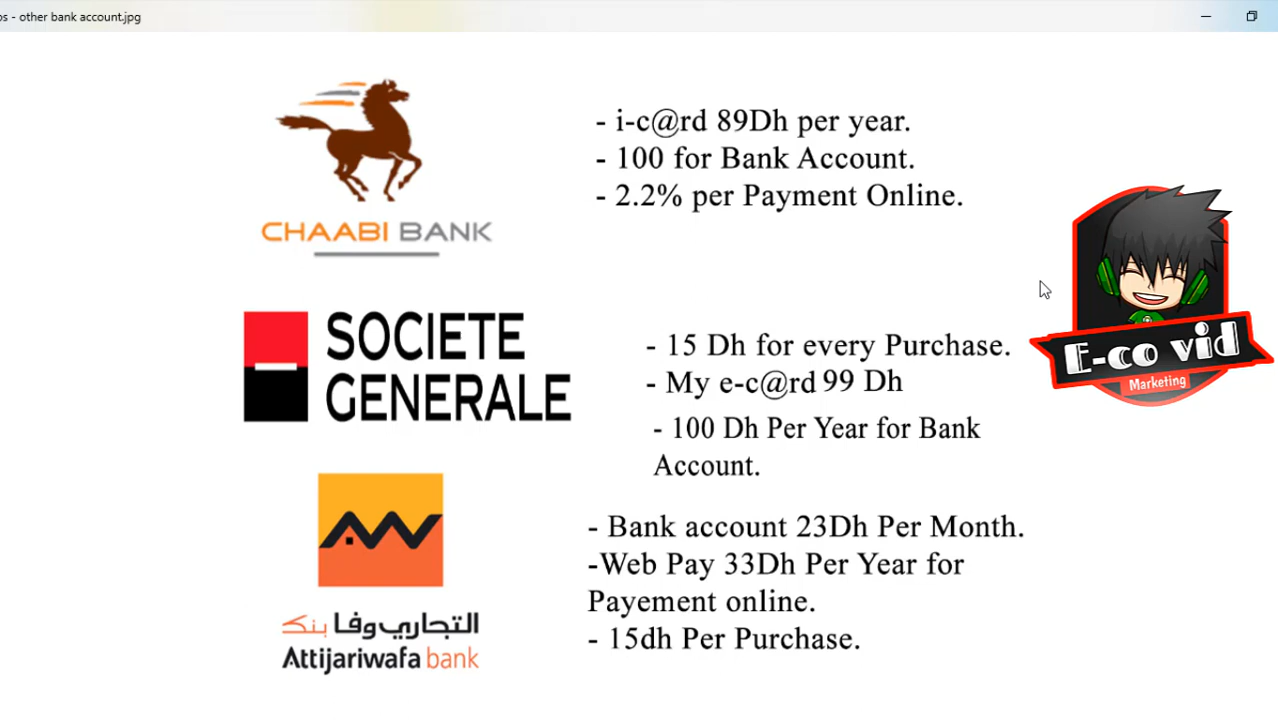 os - other bank account.jpg
CHAABI BANK
- i-c@rd 89Dh per year.
- 100 for Bank Account.
- 2.2% per Payment Online.
SOCIETE
GENERALE
- 15 Dh for every Purchase.
- My e-c@rd 99 Dh
- 100 Dh Per Year for Bank
Account.
E-co vid
Marketing
التجاري وفا بنك
Attijariwafa bank
- Bank account 23Dh Per Month.
-Web Pay 33Dh Per Year for
Payement online.
- 15dh Per Purchase.